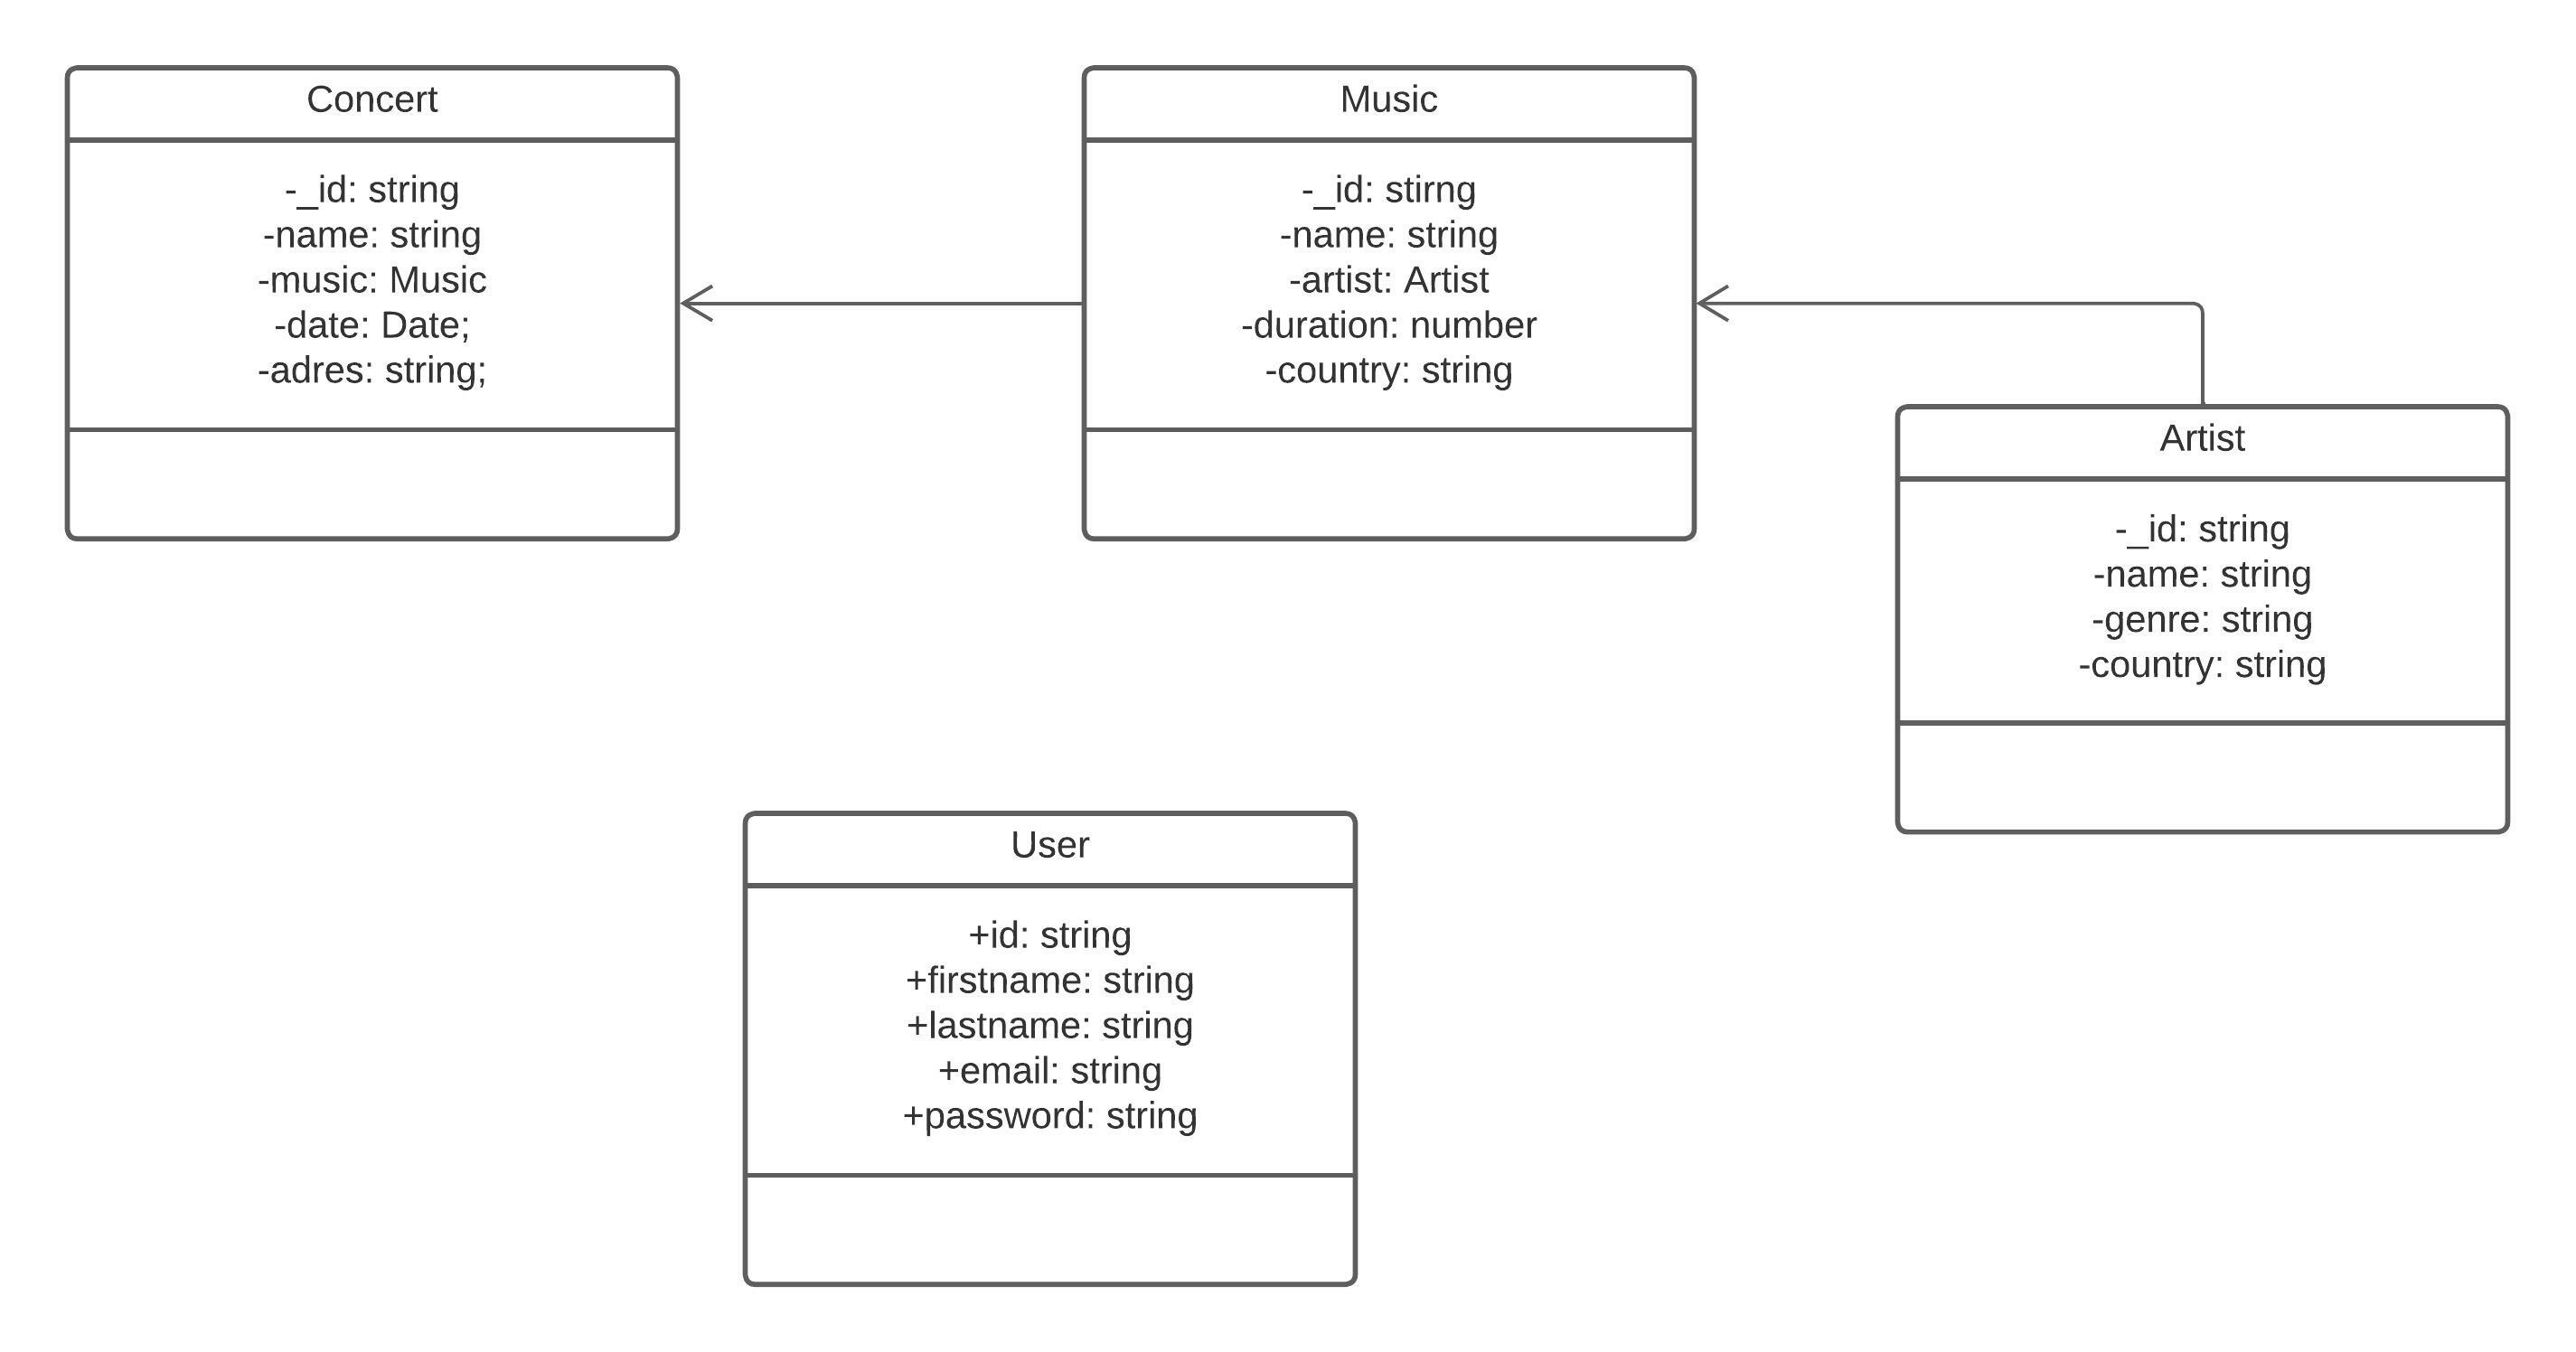 Concert
-_id: string
-name: string
-music: Music
-date: Date;
-adres: string;
Music
-_id: stirng
-name: string
-artist: Artist
-duration: number
-country: string
Artist
-_id: string
-name: string
-genre: string
-country: string
User
+id: string
+firstname: string
+lastname: string
+email: string
+password: string